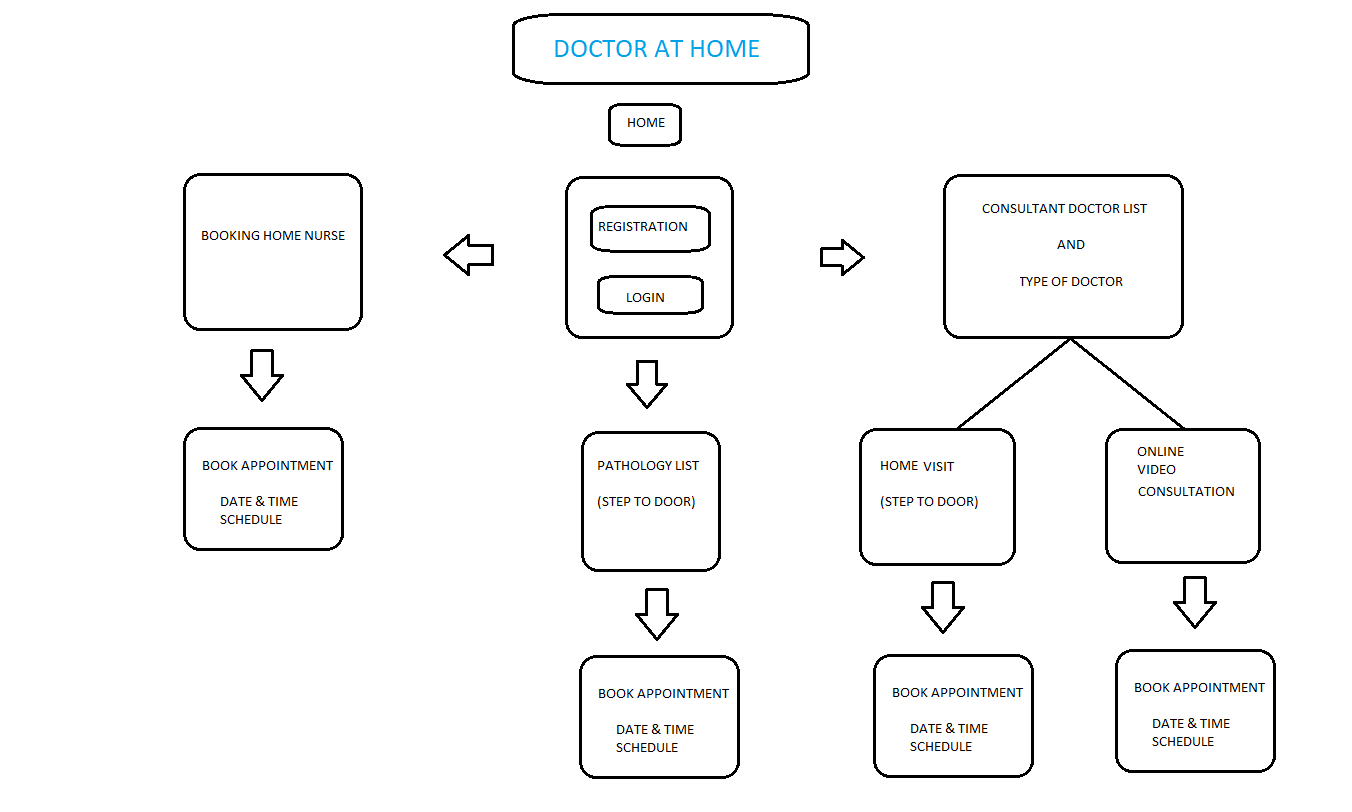 DOCTOR AT HOME
HOME
BOOKING HOME NURSE
REGISTRATION
LOGIN
CONSULTANT DOCTOR LIST
AND
TYPE OF DOCTOR
BOOK APPOINTMENT
DATE & TIME
SCHEDULE
PATHOLOGY LIST
(STEP TO DOOR)
HOME VISIT
(STEP TO DOOR)
ONLINE
VIDEO
CONSULTATION
BOOK APPOINTMENT
DATE & TIME
SCHEDULE
BOOK APPOINTMENT
DATE & TIME
SCHEDULE
BOOK APPOINTMENT
DATE & TIME
SCHEDULE